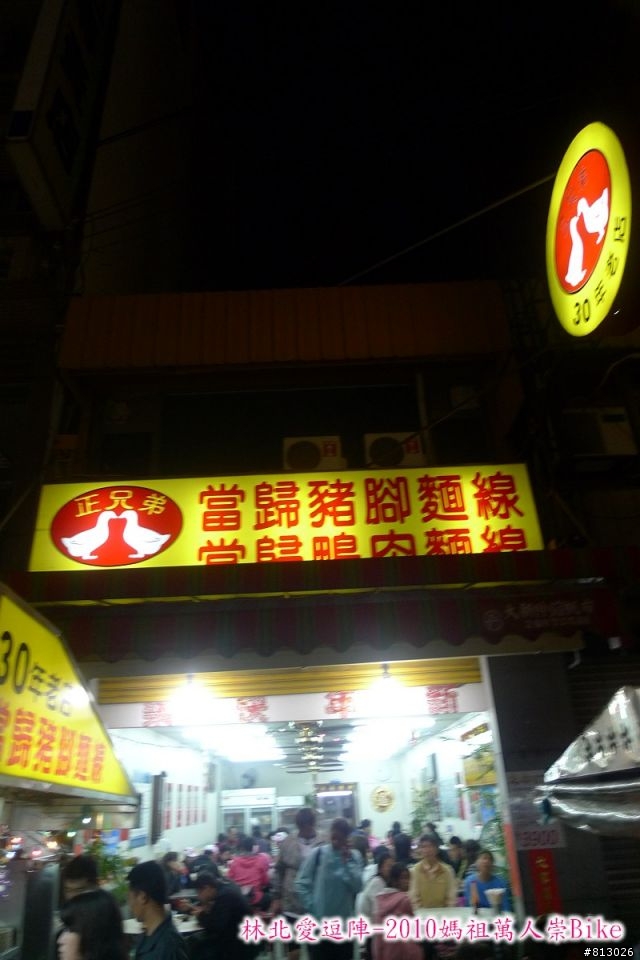 30年老店
正兄弟
當歸豬腳麵線
當歸鴨肉麵線
30年老店
當歸豬腳麵線
林北愛逗陣-2010媽祖萬人崇Bike
#813026